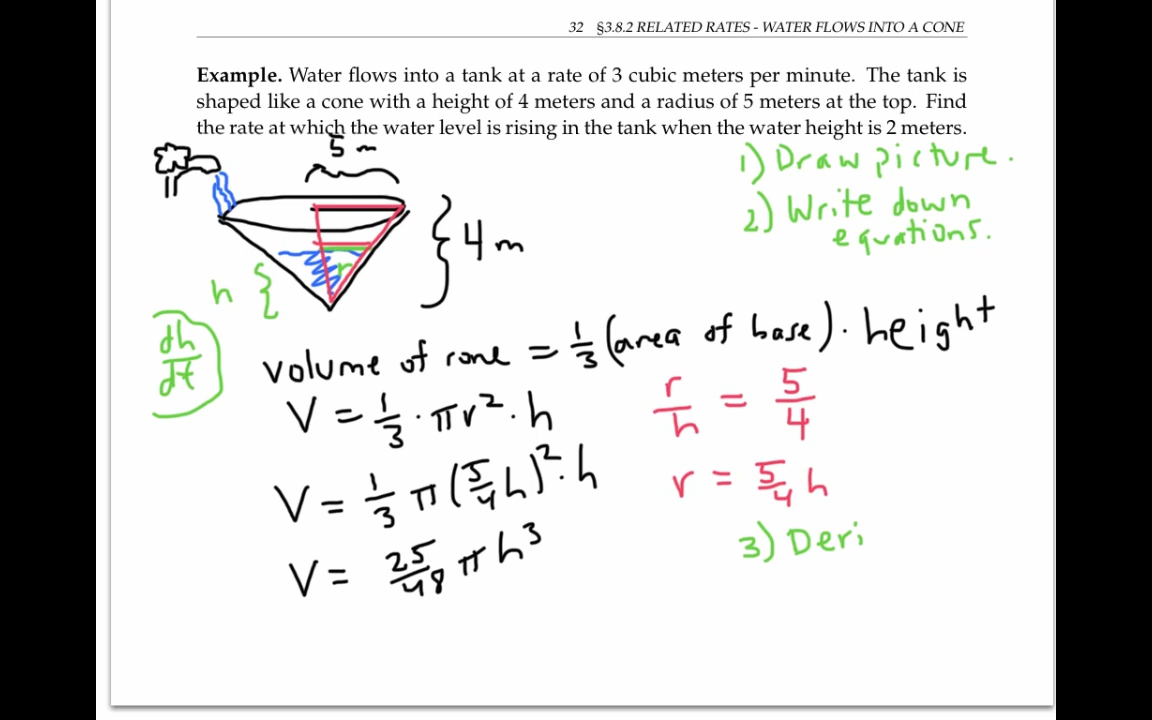 32 §3.8.2 RELATED RATES - WATER FLOWS INTO A CONE
Example. Water flows into a tank at a rate of 3 cubic meters per minute. The tank is
shaped like a cone with a height of 4 meters and a radius of 5 meters at the top. Find
the rate at which the water level is rising in the tank when the water height is 2 meters.
5 m
1) Draw picture.
2) Write down
equations.
4 m
r
h
dh/dt
volume of cone = 1/3 (area of base) · height
V = 1/3 · πr² · h
r/h = 5/4
V = 1/3 π (5/4 h)² · h
r = 5/4 h
V = 25/48 π h³
3) Deri